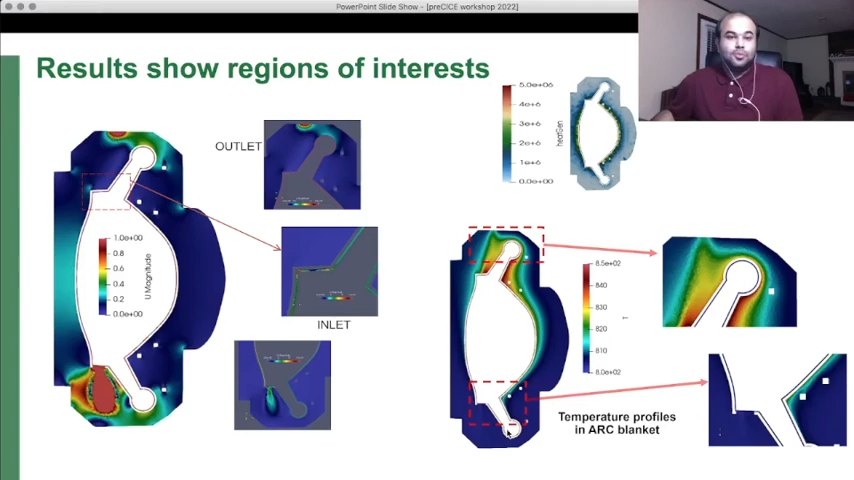 PowerPoint Slide Show - [preCICE workshop 2022]
Results show regions of interests
OUTLET
INLET
1.0e+00
0.8
0.6
0.4
0.2
0.0e+00
U Magnitude
5.0e+06
4e+6
3e+6
2e+6
1e+6
0.0e+00
heatGen
8.5e+02
840
830
820
810
8.0e+02
T
Temperature profiles
in ARC blanket